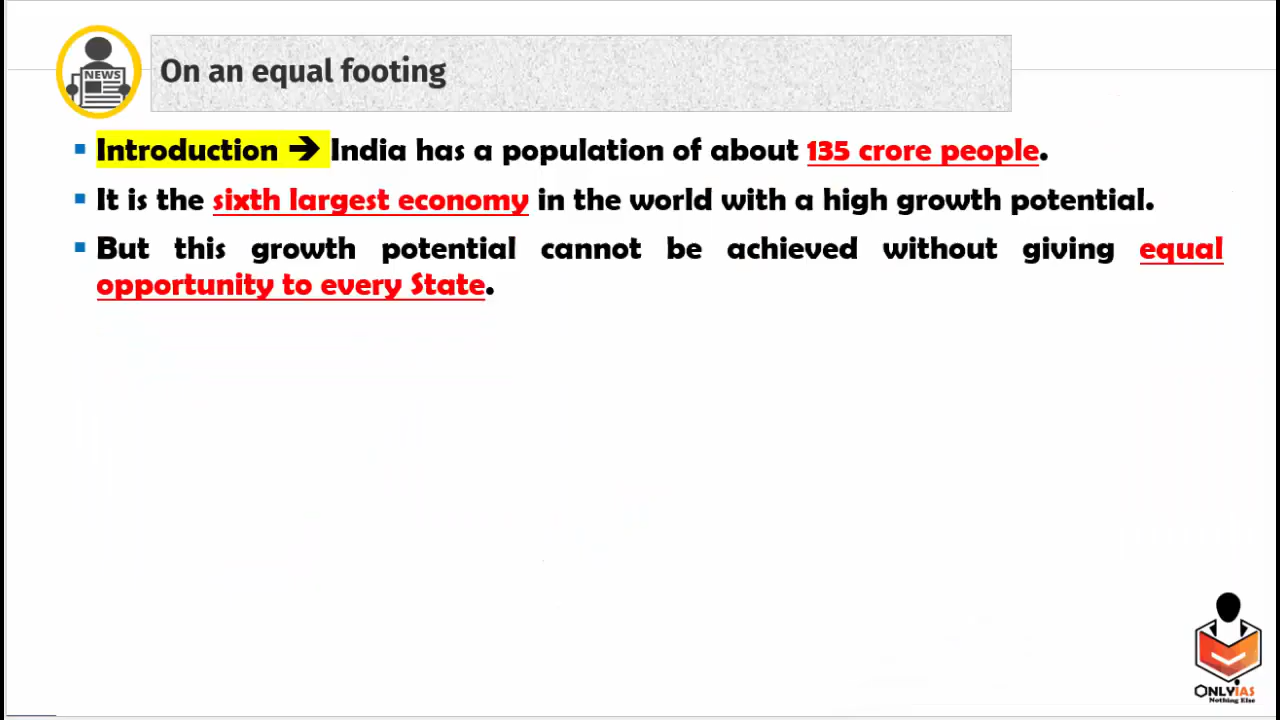 NEWS
On an equal footing
▪ Introduction → India has a population of about 135 crore people.
▪ It is the sixth largest economy in the world with a high growth potential.
▪ But this growth potential cannot be achieved without giving equal
opportunity to every State.
ONLYIAS
Nothing Else